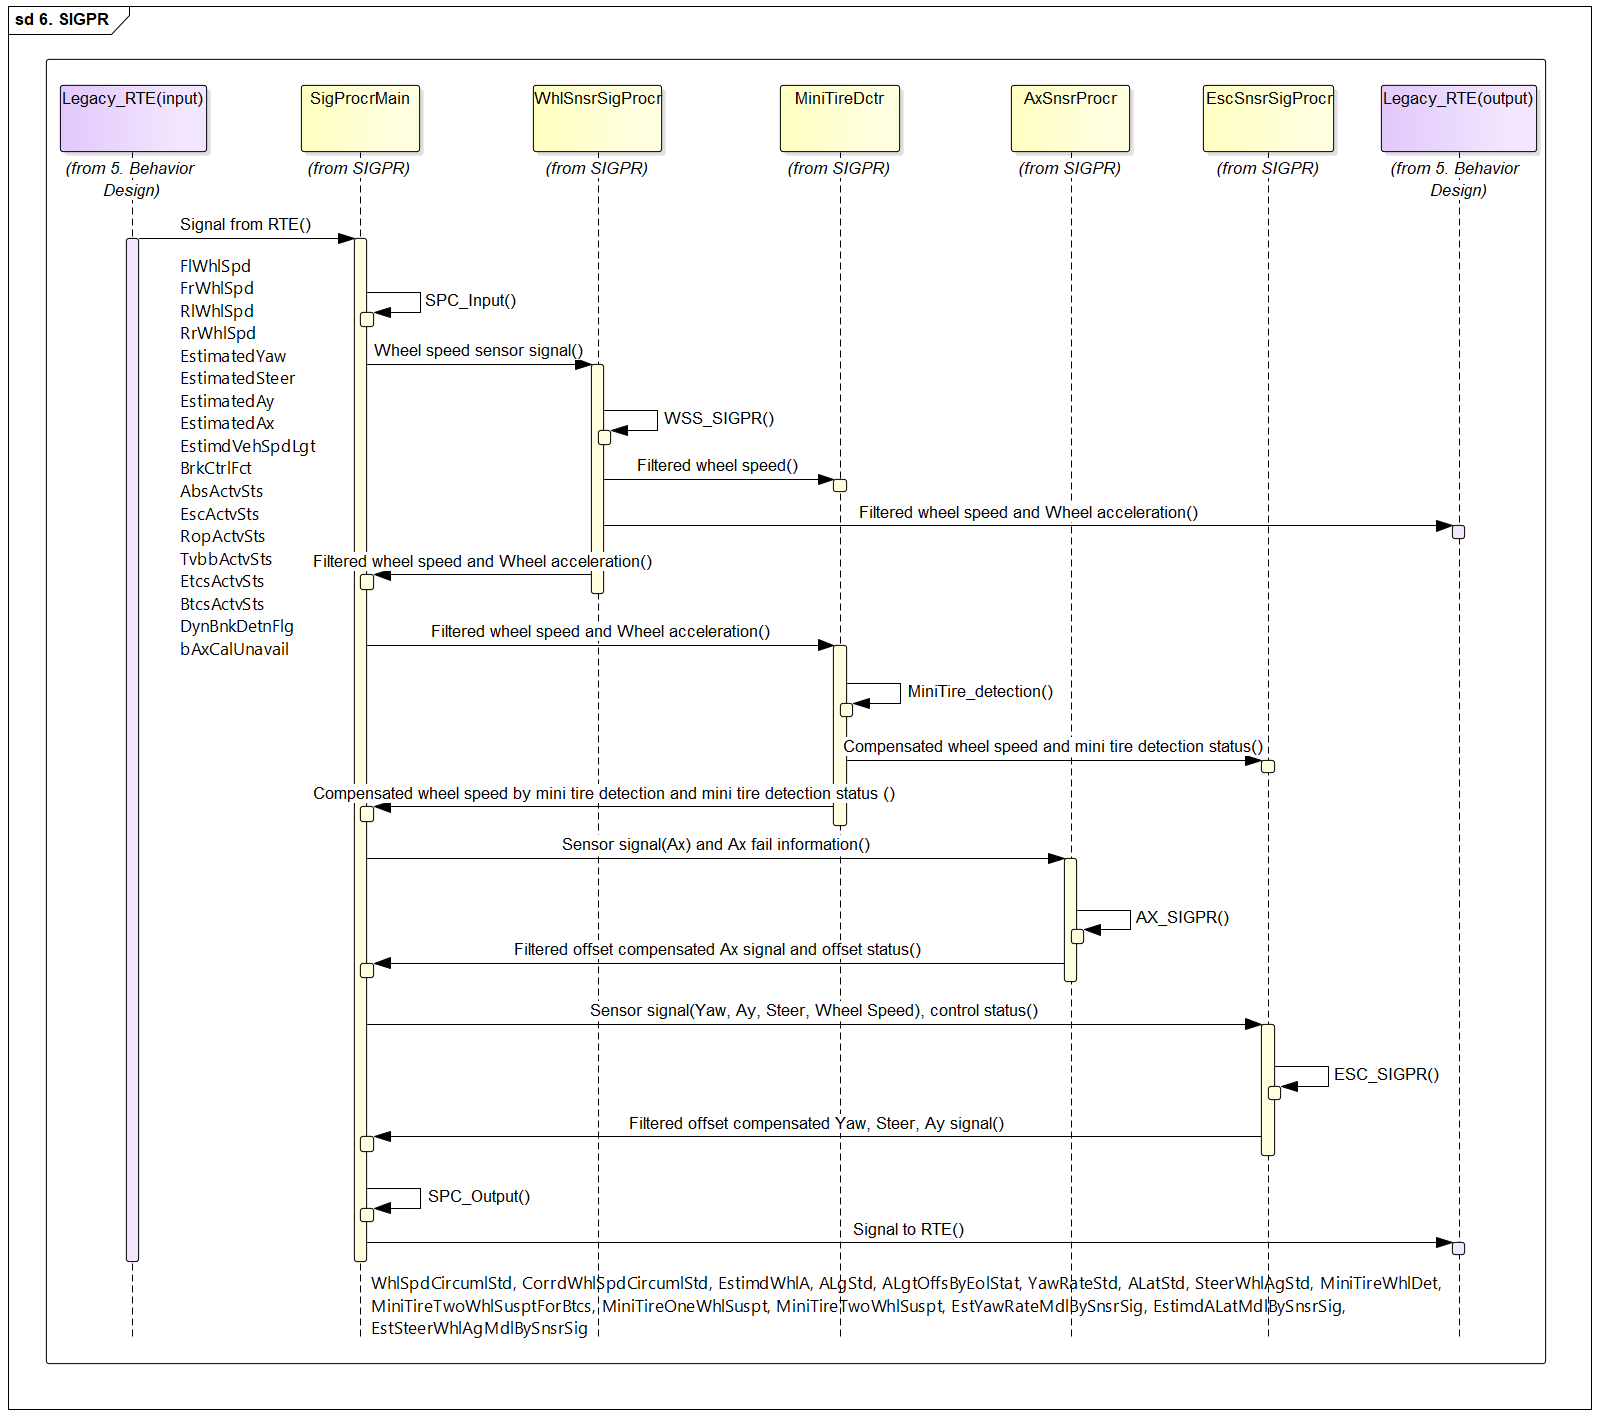 sd 6. SIGPR
Legacy_RTE(input)
SigProcrMain
WhlSnsrSigProcr
MiniTireDctr
AxSnsrProcr
EscSnsrSigProcr
Legacy_RTE(output)
(from 5. Behavior
Design)
(from SIGPR)
(from SIGPR)
(from SIGPR)
(from SIGPR)
(from SIGPR)
(from 5. Behavior
Design)
Signal from RTE()
FlWhlSpd
FrWhlSpd
RlWhlSpd
RrWhlSpd
EstimatedYaw
EstimatedSteer
EstimatedAy
EstimatedAx
EstimdVehSpdLgt
BrkCtrlFct
AbsActvSts
EscActvSts
RopActvSts
TvbbActvSts
EtcsActvSts
BtcsActvSts
DynBnkDetnFlg
bAxCalUnavail
SPC_Input()
Wheel speed sensor signal()
WSS_SIGPR()
Filtered wheel speed()
Filtered wheel speed and Wheel acceleration()
Filtered wheel speed and Wheel acceleration()
Filtered wheel speed and Wheel acceleration()
MiniTire_detection()
Compensated wheel speed and mini tire detection status()
Compensated wheel speed by mini tire detection and mini tire detection status ()
Sensor signal(Ax) and Ax fail information()
AX_SIGPR()
Filtered offset compensated Ax signal and offset status()
Sensor signal(Yaw, Ay, Steer, Wheel Speed), control status()
ESC_SIGPR()
Filtered offset compensated Yaw, Steer, Ay signal()
SPC_Output()
Signal to RTE()
WhlSpdCircumlStd, CorrdWhlSpdCircumlStd, EstimdWhlA, ALgStd, ALgtOffsByEolStat, YawRateStd, ALatStd, SteerWhlAgStd, MiniTireWhlDet,
MiniTireTwoWhlSusptForBtcs, MiniTireOneWhlSuspt, MiniTireTwoWhlSuspt, EstYawRateMdlBySnsrSig, EstimdALatMdlBySnsrSig,
EstSteerWhlAgMdlBySnsrSig